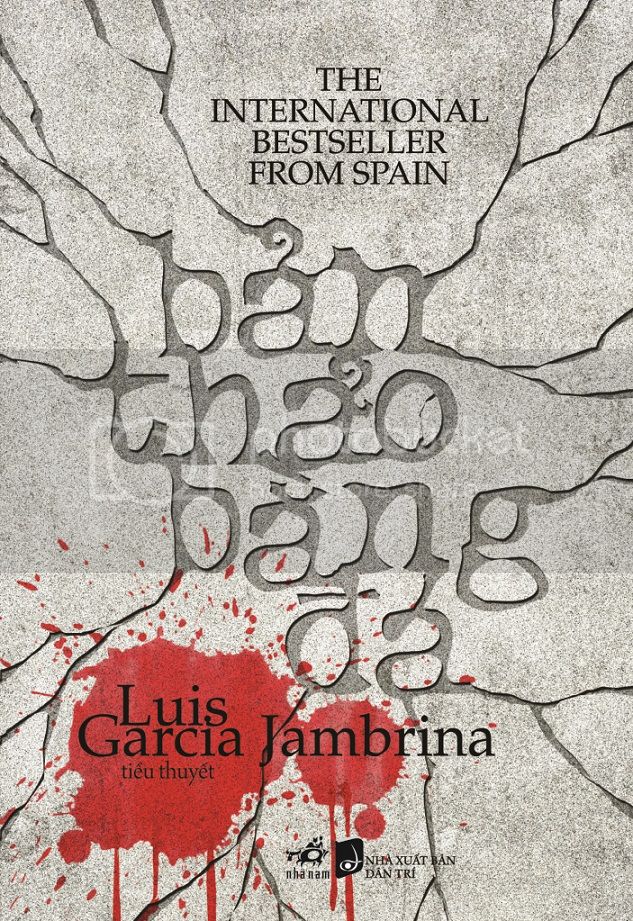 THE
INTERNATIONAL
BESTSELLER
FROM SPAIN
bản
thảo
bằng
đá
photobucket
Luis
Garcia Jambrina
tiểu thuyết
nhã nam
NHÀ XUẤT BẢN
DÂN TRÍ